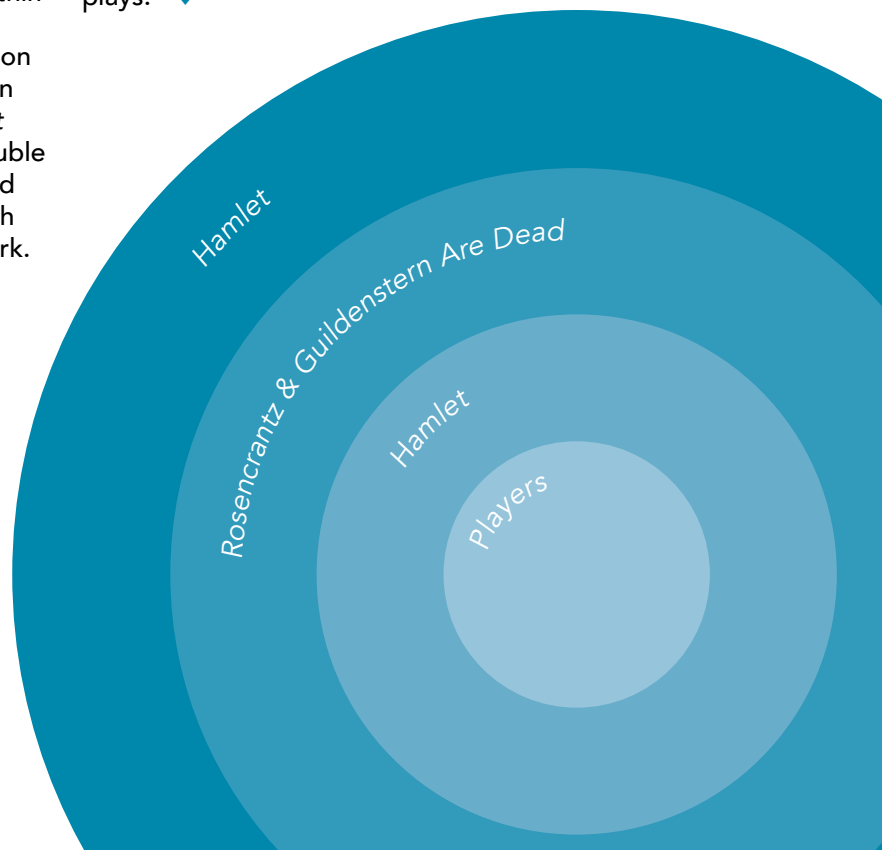 plays.
on
uble
d
rk.
Hamlet
Rosencrantz & Guildenstern Are Dead
Hamlet
Players